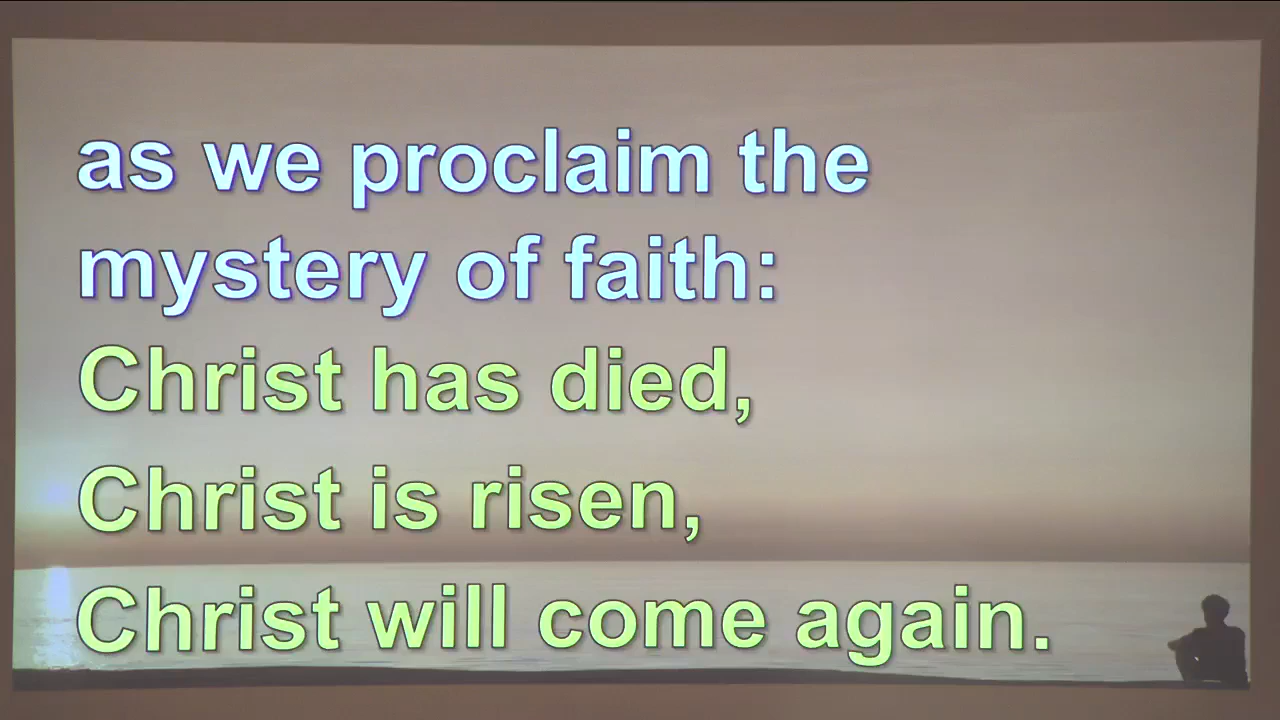 as we proclaim the
mystery of faith:
Christ has died,
Christ is risen,
Christ will come again.